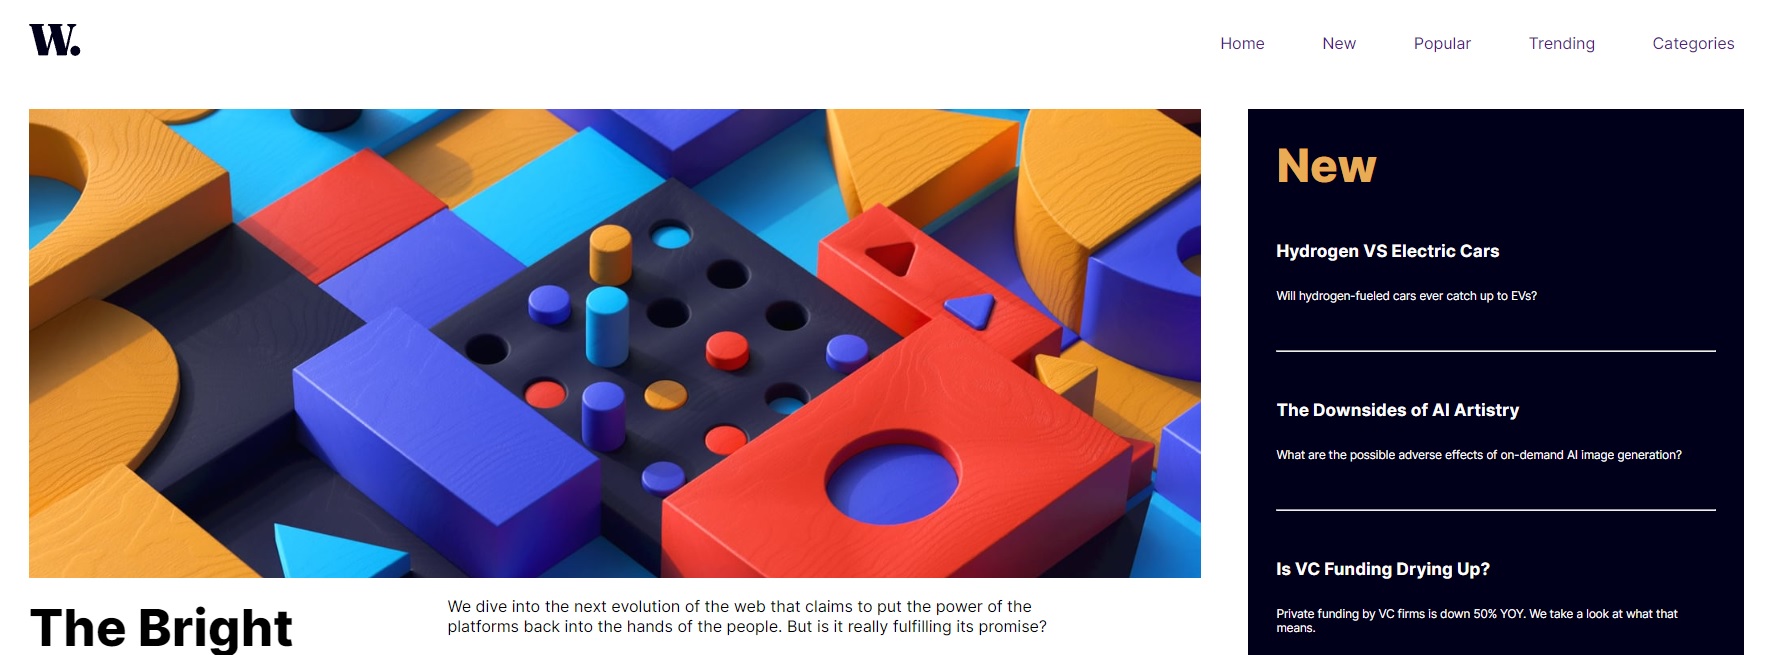 W.
Home New Popular Trending Categories
New
Hydrogen VS Electric Cars
Will hydrogen-fueled cars ever catch up to EVs?
The Downsides of AI Artistry
What are the possible adverse effects of on-demand AI image generation?
Is VC Funding Drying Up?
Private funding by VC firms is down 50% YOY. We take a look at what that
means.
The Bright
We dive into the next evolution of the web that claims to put the power of the
platforms back into the hands of the people. But is it really fulfilling its promise?